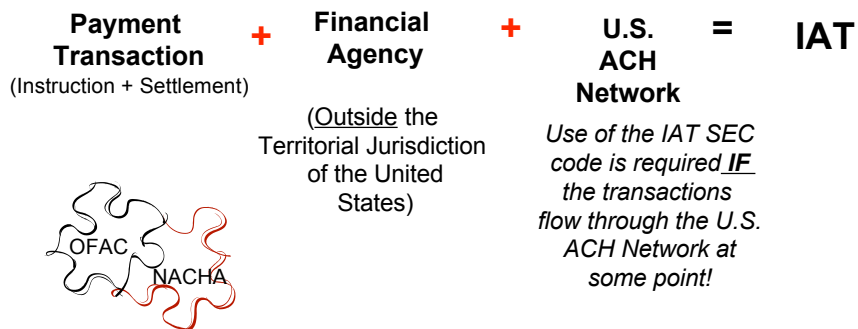 Payment
Transaction
(Instruction + Settlement)
+
Financial
Agency
(Outside the
Territorial Jurisdiction
of the United
States)
+
U.S.
ACH
Network
Use of the IAT SEC
code is required IF
the transactions
flow through the U.S.
ACH Network at
some point!
=
IAT
OFAC
NACHA